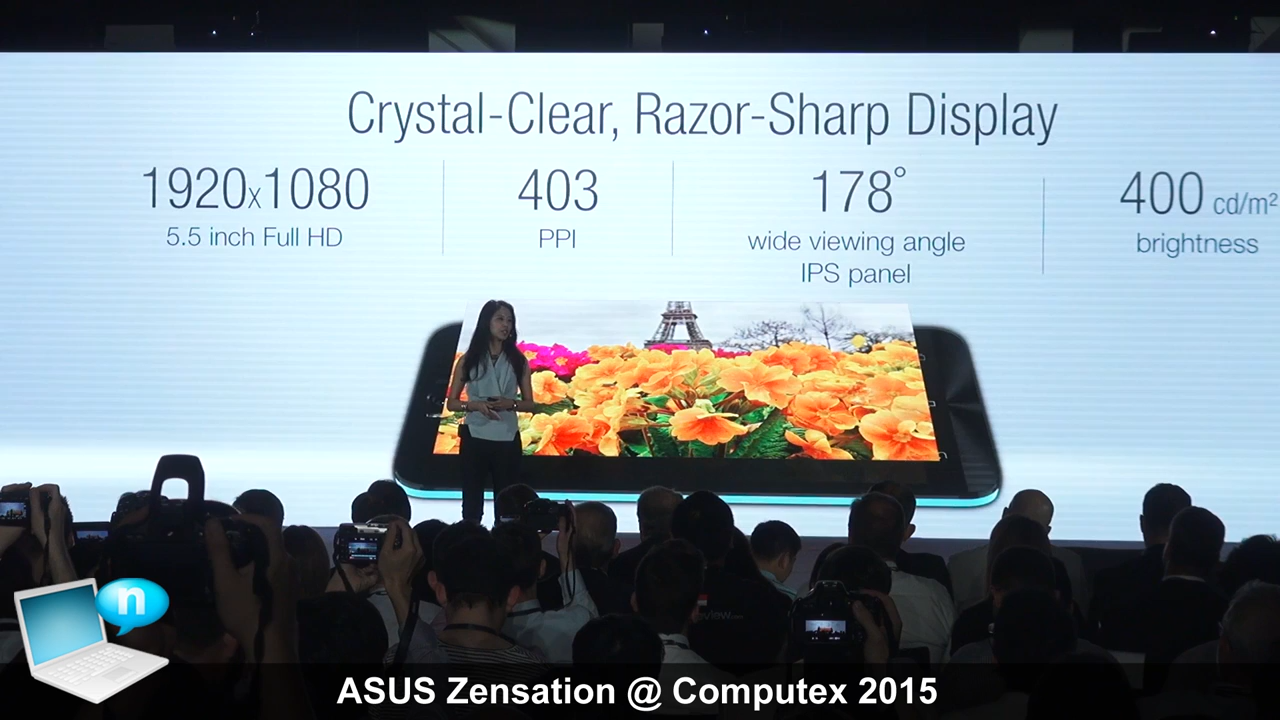 Crystal-Clear, Razor-Sharp Display
1920x1080
5.5 inch Full HD
403
PPI
178°
wide viewing angle
IPS panel
400 cd/m²
brightness
n
ASUS Zensation @ Computex 2015